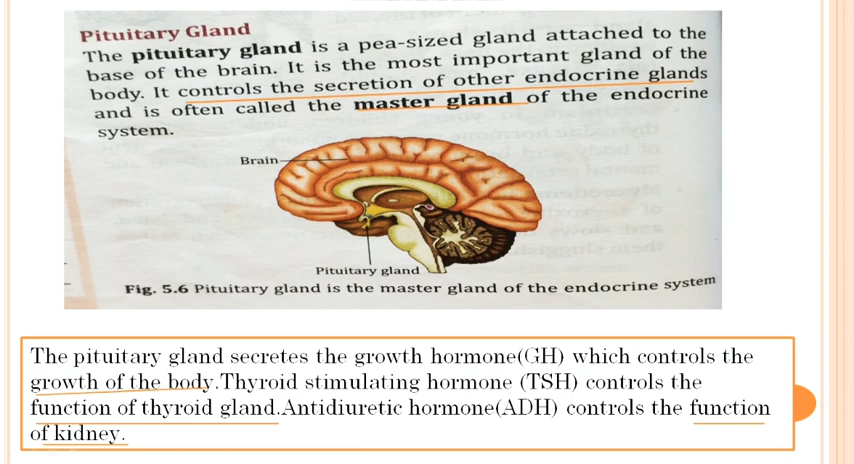 Pituitary Gland
The pituitary gland is a pea-sized gland attached to the
base of the brain. It is the most important gland of the
body. It controls the secretion of other endocrine glands
and is often called the master gland of the endocrine
system.
Brain
Pituitary gland
Fig. 5.6 Pituitary gland is the master gland of the endocrine system
The pituitary gland secretes the growth hormone(GH) which controls the
growth of the body.Thyroid stimulating hormone (TSH) controls the
function of thyroid gland.Antidiuretic hormone(ADH) controls the function
of kidney.